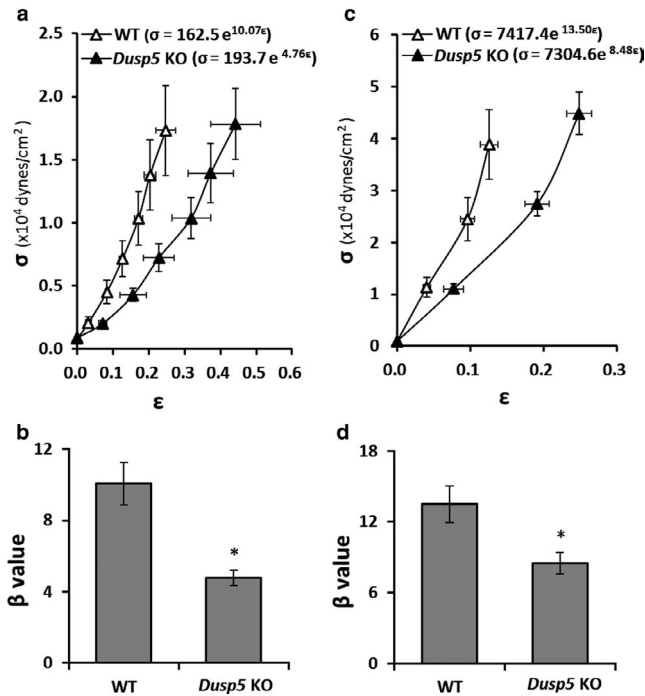 a
WT (σ = 162.5 e^10.07ε)
Dusp5 KO (σ= 193.7 e^4.76ε)
σ (x10^4 dynes/cm^2)
2.5
2.0
1.5
1.0
0.5
0.0
0.0 0.1 0.2 0.3 0.4 0.5 0.6
ε
c
WT (σ = 7417.4e^13.50ε)
Dusp5 KO (σ= 7304.6e^8.48ε)
σ (x10^4 dynes/cm^2)
6
5
4
3
2
1
0
0.0 0.1 0.2 0.3
ε
b
β value
12
10
8
6
4
2
0
*
WT Dusp5 KO
d
β value
18
12
6
0
*
WT Dusp5 KO